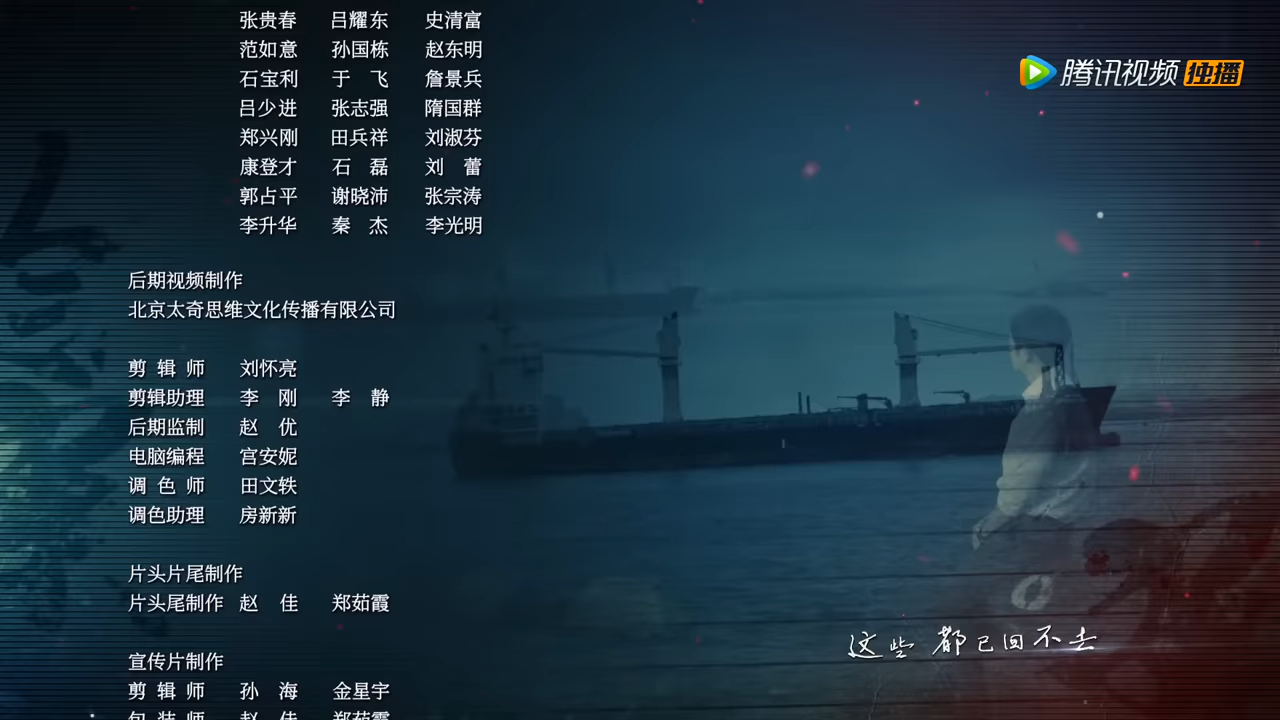 张贵春 吕耀东 史清富
范如意 孙国栋 赵东明
石宝利 于 飞 詹景兵
吕少进 张志强 隋国群
郑兴刚 田兵祥 刘淑芬
康登才 石 磊 刘 蕾
郭占平 谢晓沛 张宗涛
李升华 秦 杰 李光明
腾讯视频 独播
后期视频制作
北京太奇思维文化传播有限公司
剪 辑 师 刘怀亮
剪辑助理 李 刚 李 静
后期监制 赵 优
电脑编程 宫安妮
调 色 师 田文轶
调色助理 房新新
片头片尾制作
片头尾制作 赵 佳 郑茹霞
宣传片制作
剪 辑 师 孙 海 金星宇
包 装 师 赵 佳 郑茹霞
这些 都已回不去